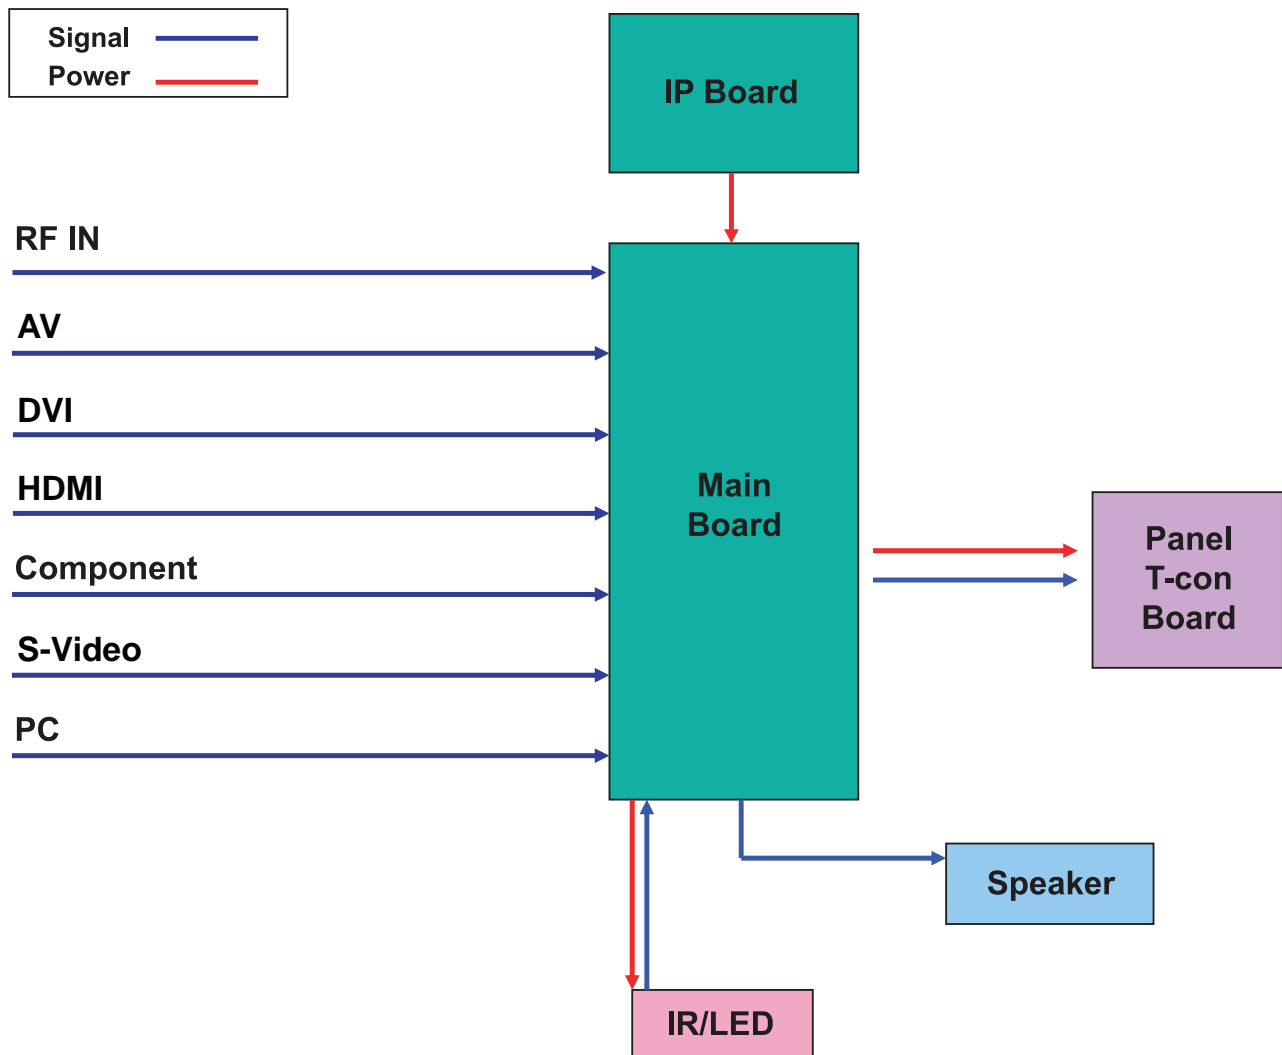 Signal
Power
IP Board
RF IN
AV
DVI
HDMI
Component
S-Video
PC
Main
Board
Panel
T-con
Board
Speaker
IR/LED